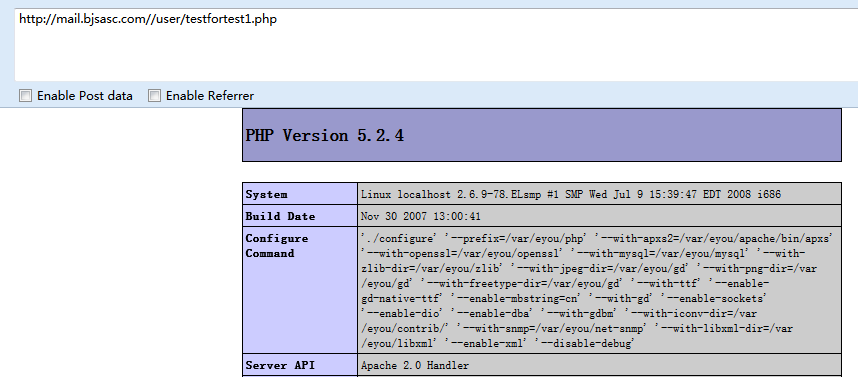 http://mail.bjsasc.com//user/testfortest1.php
Enable Post data Enable Referrer
PHP Version 5.2.4
System Linux localhost 2.6.9-78.ELsmp #1 SMP Wed Jul 9 15:39:47 EDT 2008 i686
Build Date Nov 30 2007 13:00:41
Configure Command './configure' '--prefix=/var/eyou/php' '--with-apxs2=/var/eyou/apache/bin/apxs'
'--with-openssl=/var/eyou/openssl' '--with-mysql=/var/eyou/mysql' '--with-
zlib-dir=/var/eyou/zlib' '--with-jpeg-dir=/var/eyou/gd' '--with-png-dir=/var
/eyou/gd' '--with-freetype-dir=/var/eyou/gd' '--with-ttf' '--enable-
gd-native-ttf' '--enable-mbstring=cn' '--with-gd' '--enable-sockets'
'--enable-dio' '--enable-dba' '--with-gdbm' '--with-iconv-dir=/var
/eyou/contrib/' '--with-snmp=/var/eyou/net-snmp' '--with-libxml-dir=/var
/eyou/libxml' '--enable-xml' '--disable-debug'
Server API Apache 2.0 Handler